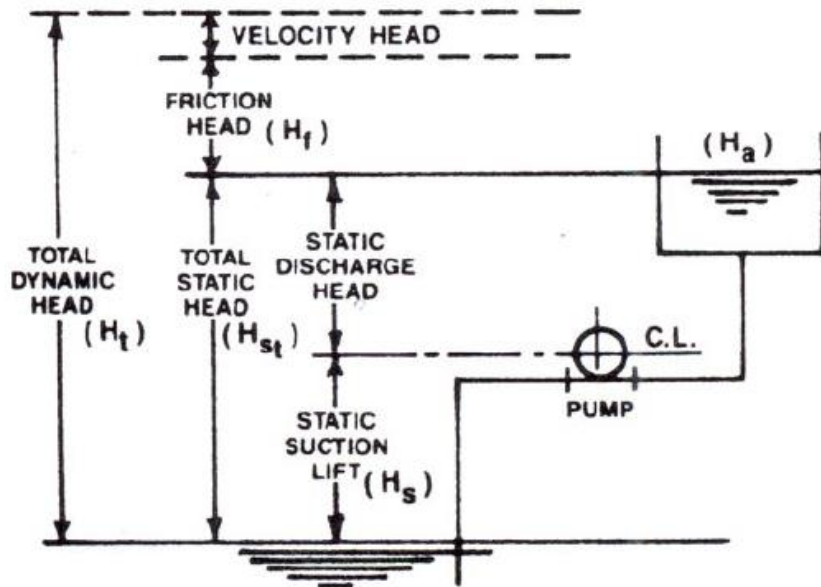 VELOCITY HEAD
FRICTION
HEAD (Hf)
(Ha)
TOTAL
DYNAMIC
HEAD
(Ht)
TOTAL
STATIC
HEAD
(Hst)
STATIC
DISCHARGE
HEAD
C.L.
PUMP
STATIC
SUCTION
LIFT (Hs)